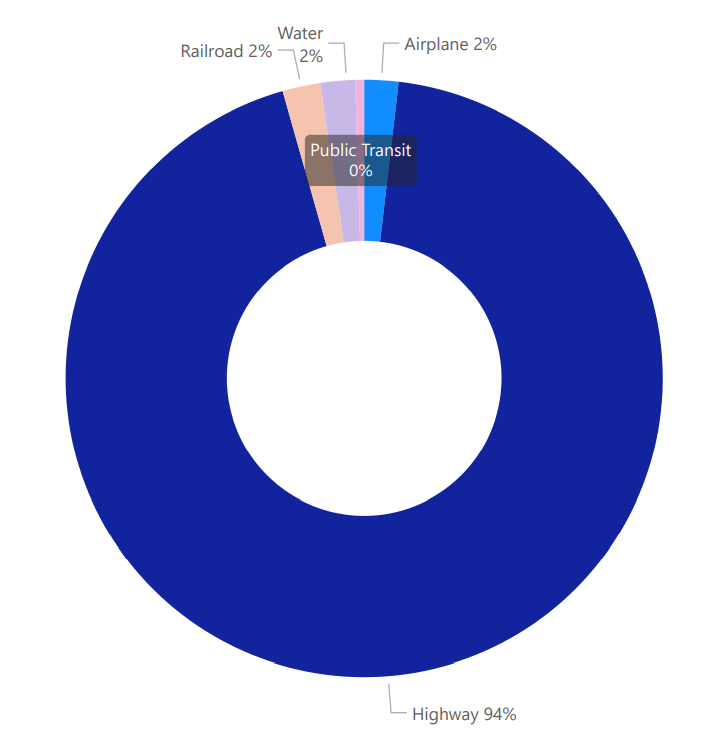 Water
2%
Airplane 2%
Railroad 2%
Public Transit
0%
Highway 94%